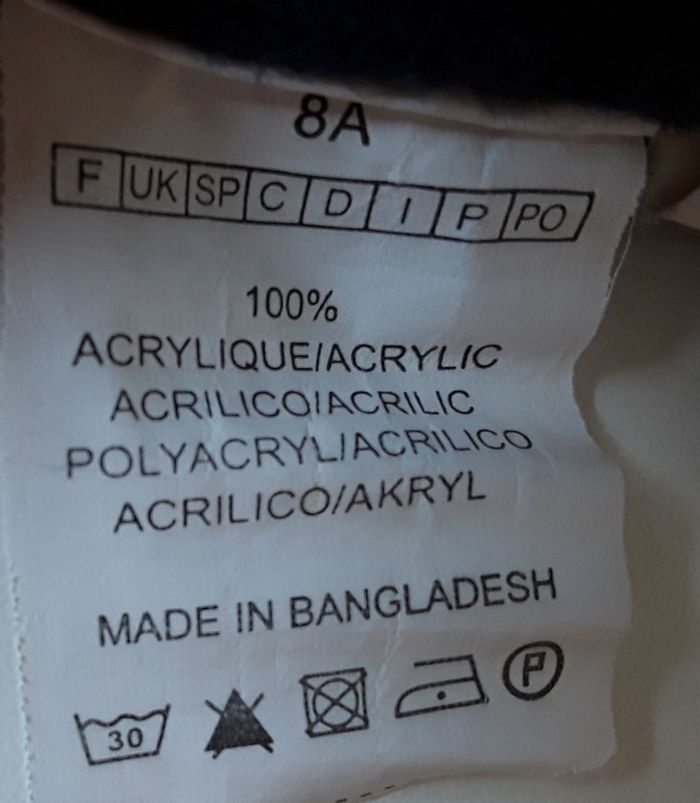 8A
F UK SP C D I P PO
100%
ACRYLIQUE/ACRYLIC
ACRILICO/ACRILIC
POLYACRYL/ACRILICO
ACRILICO/AKRYL
MADE IN BANGLADESH
30 P